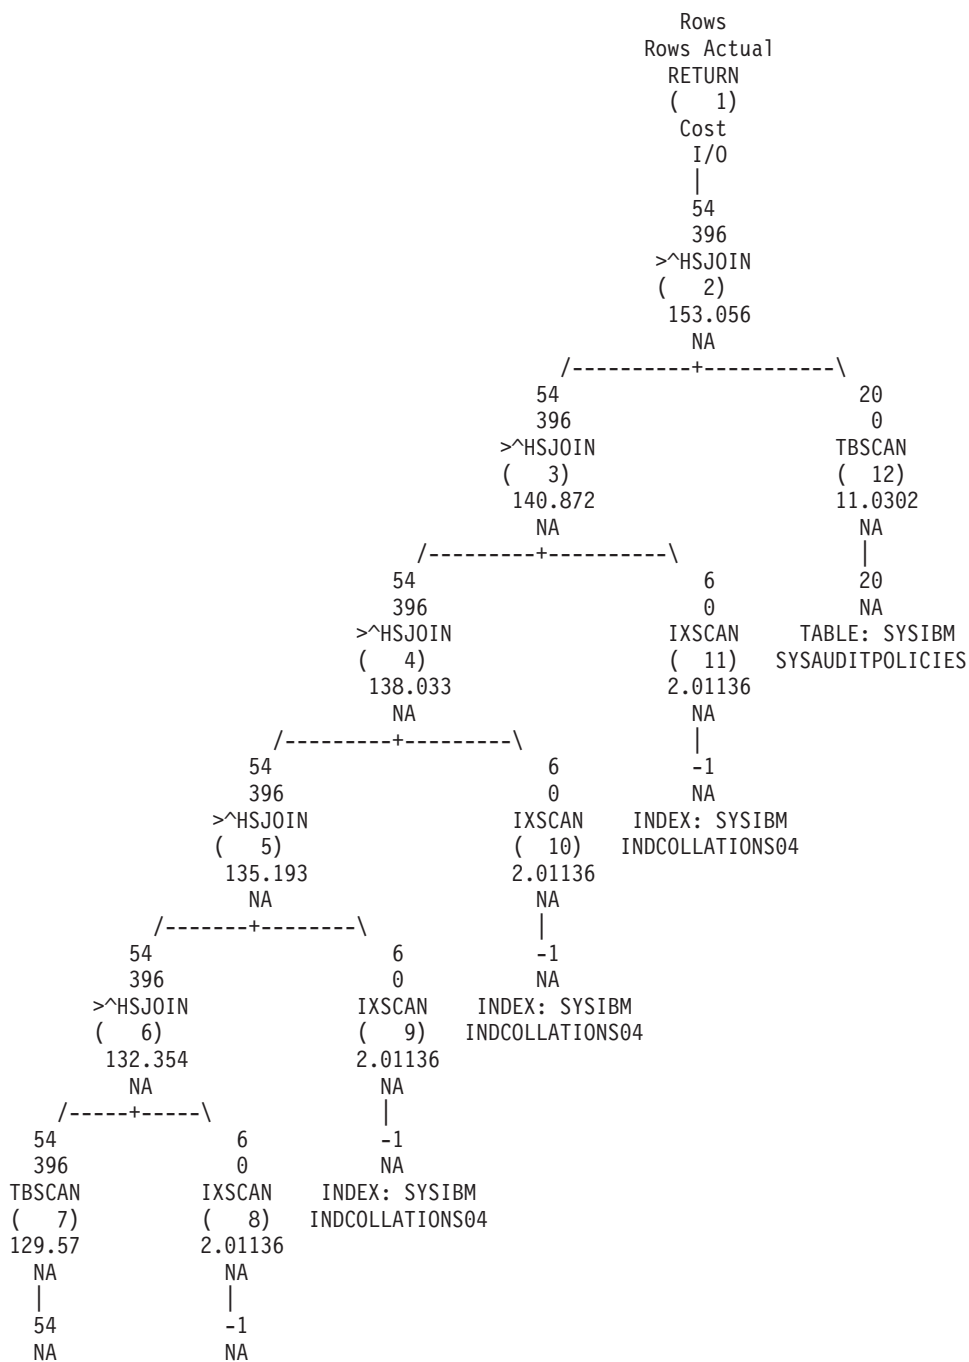 Rows
Rows Actual
RETURN
( 1)
Cost
I/O
|
54
396
>^HSJOIN
( 2)
153.056
NA
/----------+-----------\
54 20
396 0
>^HSJOIN TBSCAN
( 3) ( 12)
140.872 11.0302
NA NA
/---------+----------\ |
54 6 20
396 0 NA
>^HSJOIN IXSCAN TABLE: SYSIBM
( 4) ( 11) SYSAUDITPOLICIES
138.033 2.01136
NA NA
/---------+---------\ |
54 6 -1
396 0 NA
>^HSJOIN IXSCAN INDEX: SYSIBM
( 5) ( 10) INDCOLLATIONS04
135.193 2.01136
NA NA
/-------+--------\ |
54 6 -1
396 0 NA
>^HSJOIN IXSCAN INDEX: SYSIBM
( 6) ( 9) INDCOLLATIONS04
132.354 2.01136
NA NA
/-----+-----\ |
54 6 -1
396 0 NA
TBSCAN IXSCAN INDEX: SYSIBM
( 7) ( 8) INDCOLLATIONS04
129.57 2.01136
NA NA
| |
54 -1
NA NA